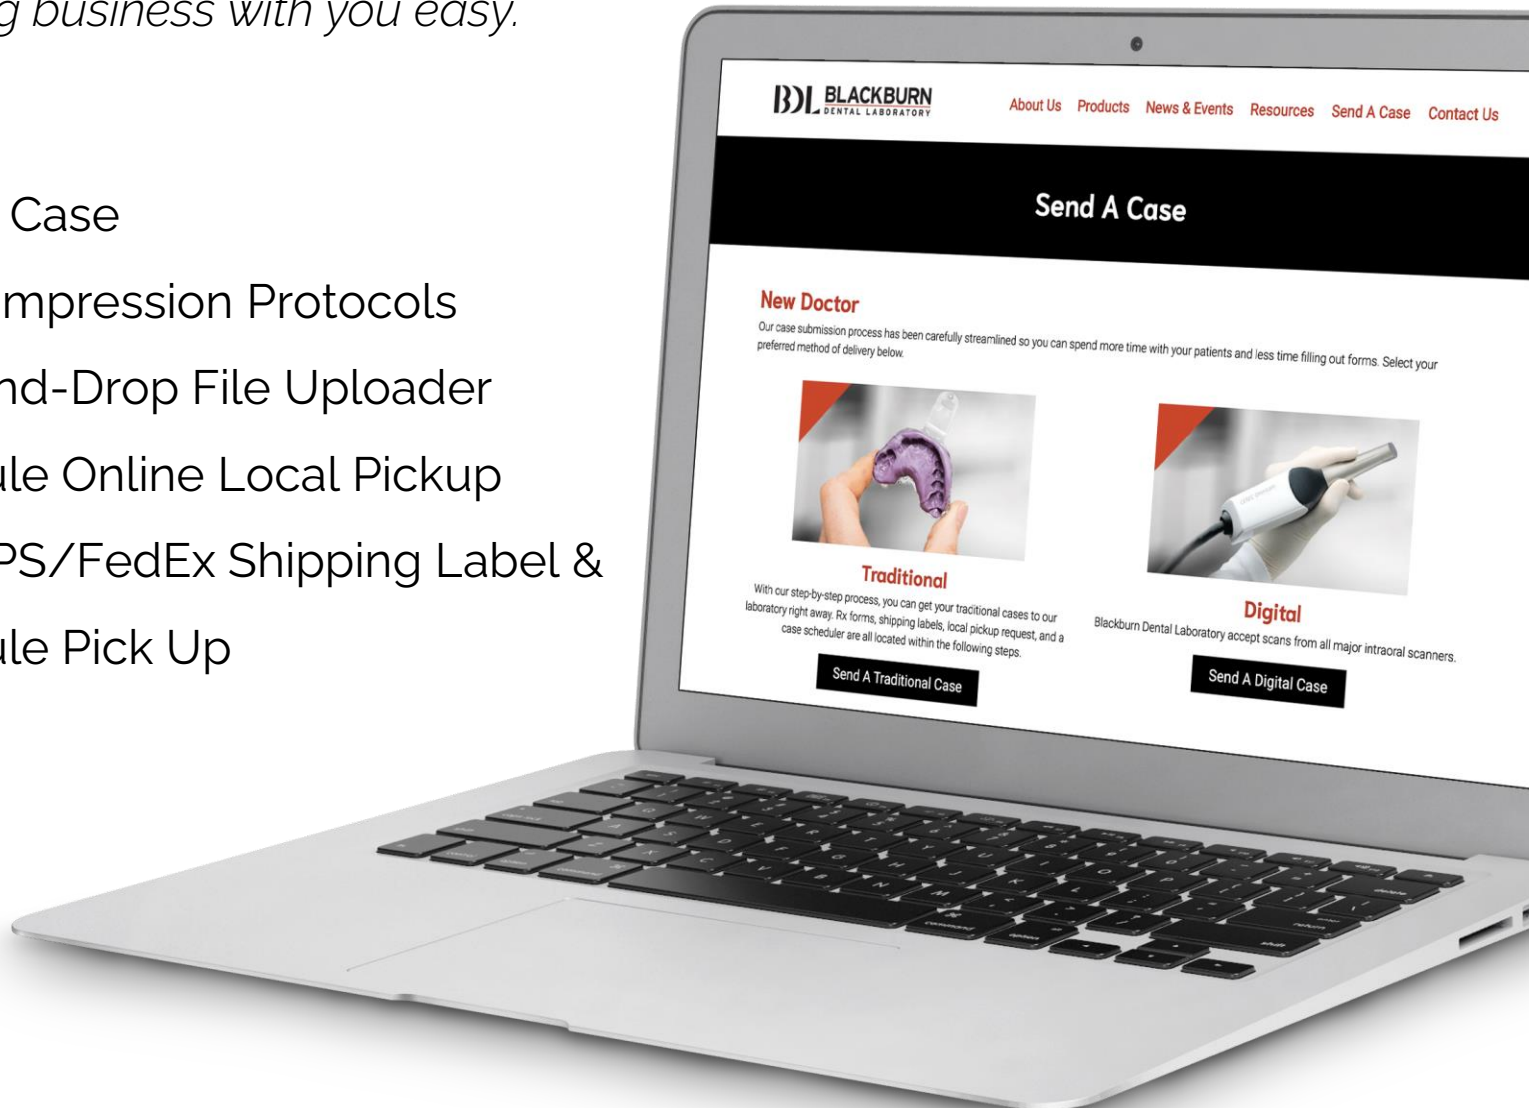 g business with you easy.
Case
mpression Protocols
nd-Drop File Uploader
ule Online Local Pickup
PS/FedEx Shipping Label &
ule Pick Up
BDL BLACKBURN
DENTAL LABORATORY
About Us Products News & Events Resources Send A Case Contact Us
Send A Case
New Doctor
Our case submission process has been carefully streamlined so you can spend more time with your patients and less time filling out forms. Select your
preferred method of delivery below.
Traditional
With our step-by-step process, you can get your traditional cases to our
laboratory right away. Rx forms, shipping labels, local pickup request, and a
case scheduler are all located within the following steps.
Send A Traditional Case
Digital
Blackburn Dental Laboratory accept scans from all major intraoral scanners.
Send A Digital Case